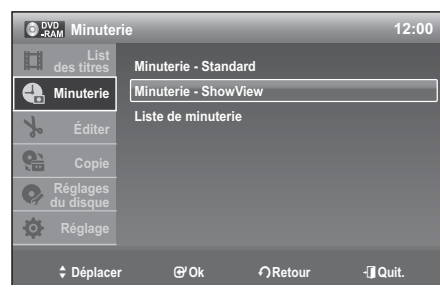 DVD -RAM Minuterie 12:00
List des titres
Minuterie
Éditer
Copie
Réglages du disque
Réglage
Minuterie - Standard
Minuterie - ShowView
Liste de minuterie
Déplacer Ok Retour Quit.